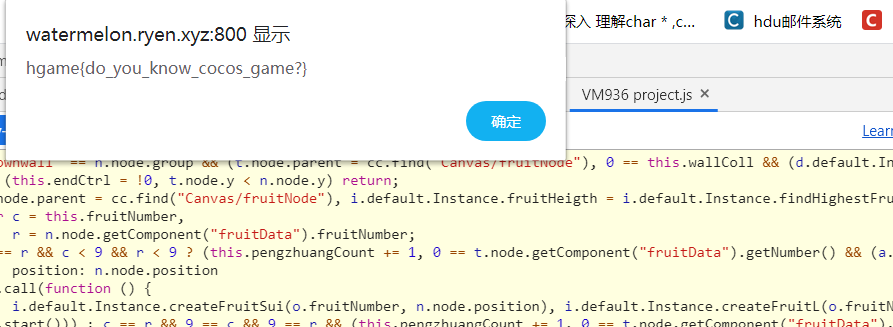 watermelon.ryen.xyz:800 显示
hgame{do_you_know_cocos_game?}
确定
深入 理解char * ,c...
hdu邮件系统
VM936 project.js ×
Learn
ownwall" == n.node.group && (t.node.parent = cc.find("Canvas/fruitNode"), 0 == this.wallColl && (d.default.In
(this.endCtrl = !0, t.node.y < n.node.y) return;
node.parent = cc.find("Canvas/fruitNode"), i.default.Instance.fruitHeigth = i.default.Instance.findHighestFru
r c = this.fruitNumber,
r = n.node.getComponent("fruitData").fruitNumber;
== r && c < 9 && r < 9 ? (this.pengzhuangCount += 1, 0 == t.node.getComponent("fruitData").getNumber() && (a.
position: n.node.position
.call(function () {
i.default.Instance.createFruitSui(o.fruitNumber, n.node.position), i.default.Instance.createFruitL(o.fruitN
.start())) : c == r && 9 == c && 9 == r && (this.pengzhuangCount += 1, 0 == t.node.getComponent("fruitData")